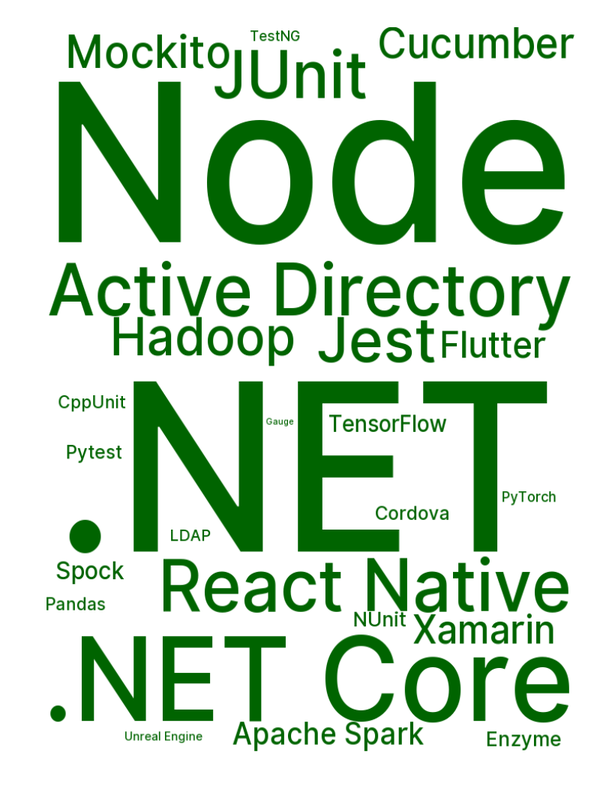 TestNG
Mockito
JUnit
Cucumber
Node
Active Directory
Hadoop
Jest
Flutter
CppUnit
Gauge
TensorFlow
Pytest
.NET
PyTorch
Cordova
LDAP
Spock
React Native
Pandas
NUnit
Xamarin
.NET Core
Unreal Engine
Apache Spark
Enzyme